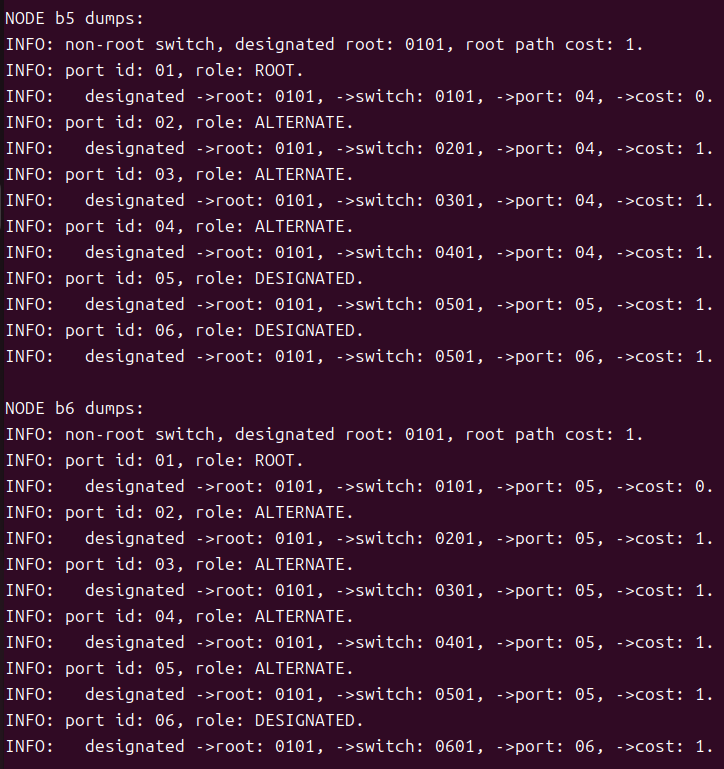 NODE b5 dumps:
INFO: non-root switch, designated root: 0101, root path cost: 1.
INFO: port id: 01, role: ROOT.
INFO:   designated ->root: 0101, ->switch: 0101, ->port: 04, ->cost: 0.
INFO: port id: 02, role: ALTERNATE.
INFO:   designated ->root: 0101, ->switch: 0201, ->port: 04, ->cost: 1.
INFO: port id: 03, role: ALTERNATE.
INFO:   designated ->root: 0101, ->switch: 0301, ->port: 04, ->cost: 1.
INFO: port id: 04, role: ALTERNATE.
INFO:   designated ->root: 0101, ->switch: 0401, ->port: 04, ->cost: 1.
INFO: port id: 05, role: DESIGNATED.
INFO:   designated ->root: 0101, ->switch: 0501, ->port: 05, ->cost: 1.
INFO: port id: 06, role: DESIGNATED.
INFO:   designated ->root: 0101, ->switch: 0501, ->port: 06, ->cost: 1.

NODE b6 dumps:
INFO: non-root switch, designated root: 0101, root path cost: 1.
INFO: port id: 01, role: ROOT.
INFO:   designated ->root: 0101, ->switch: 0101, ->port: 05, ->cost: 0.
INFO: port id: 02, role: ALTERNATE.
INFO:   designated ->root: 0101, ->switch: 0201, ->port: 05, ->cost: 1.
INFO: port id: 03, role: ALTERNATE.
INFO:   designated ->root: 0101, ->switch: 0301, ->port: 05, ->cost: 1.
INFO: port id: 04, role: ALTERNATE.
INFO:   designated ->root: 0101, ->switch: 0401, ->port: 05, ->cost: 1.
INFO: port id: 05, role: ALTERNATE.
INFO:   designated ->root: 0101, ->switch: 0501, ->port: 05, ->cost: 1.
INFO: port id: 06, role: DESIGNATED.
INFO:   designated ->root: 0101, ->switch: 0601, ->port: 06, ->cost: 1.